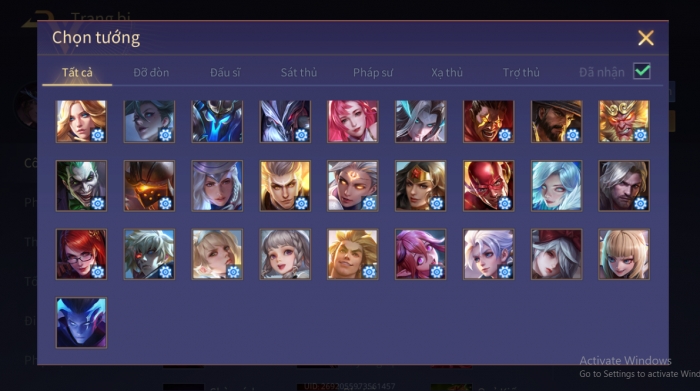 Trang bị
Chọn tướng
Tất cả
Đỡ đòn
Đấu sĩ
Sát thủ
Pháp sư
Xạ thủ
Trợ thủ
Đã nhận
Activate Windows
Go to Settings to activate Wind